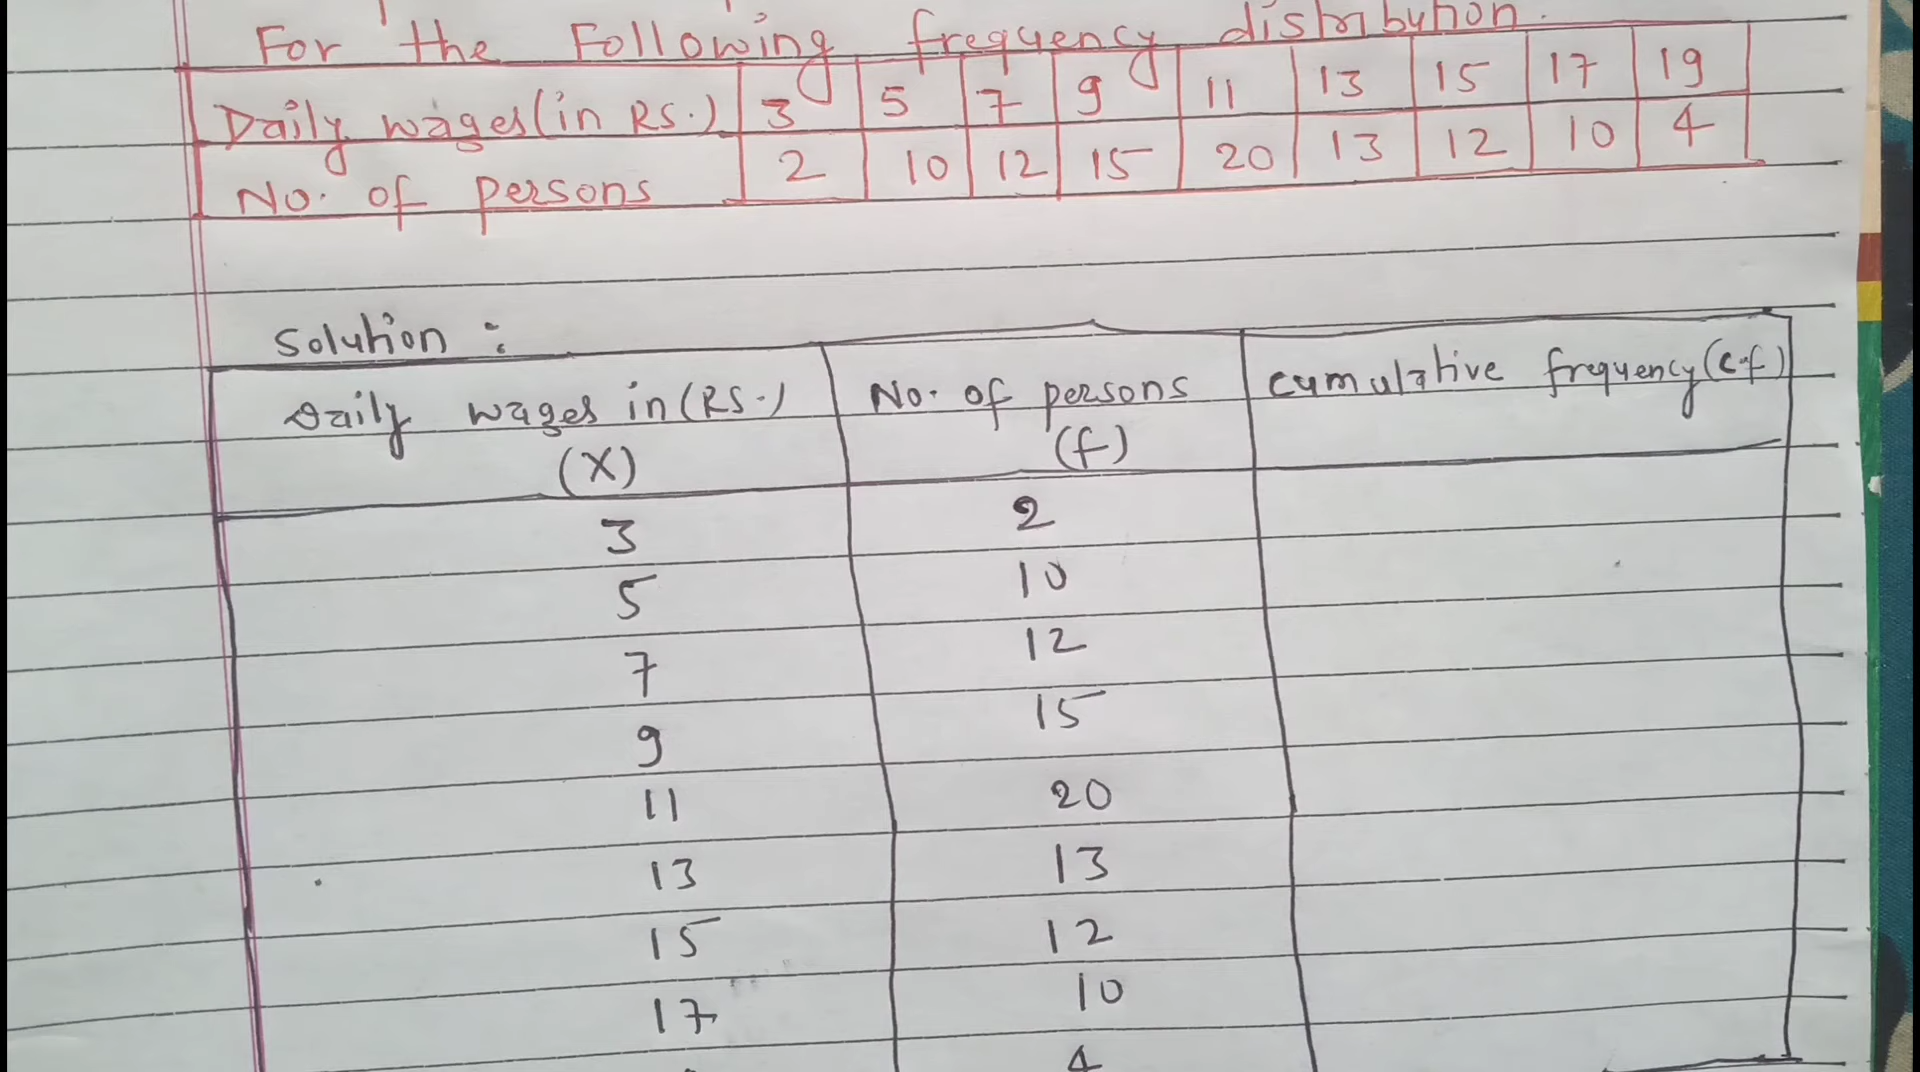 For the Following frequency distribution.
Daily wages(in RS.) 3 5 7 9 11 13 15 17 19
No. of persons 2 10 12 15 20 13 12 10 4
Solution :
Daily wages in(RS.) No. of persons cumulative frequency(c.f)
(X) (f)
3 2
5 10
7 12
9 15
11 20
13 13
15 12
17 10
4